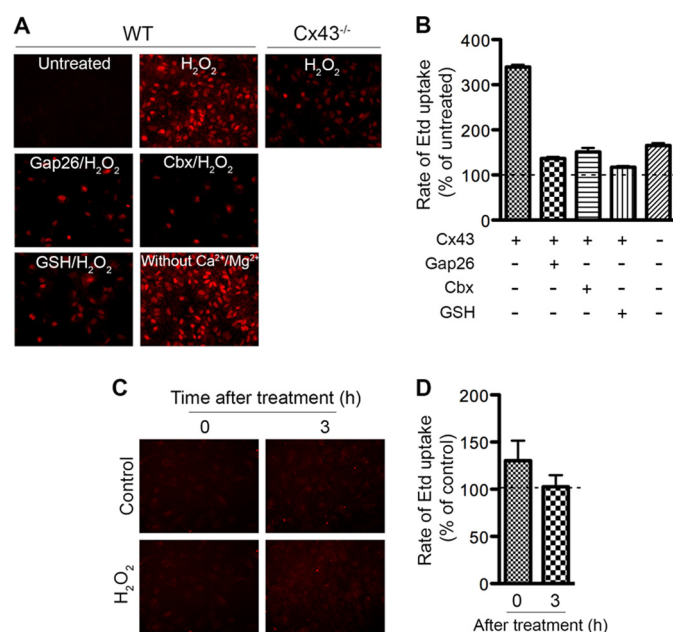 A
WT
Cx43-/-
Untreated
H2O2
H2O2
Gap26/H2O2
Cbx/H2O2
GSH/H2O2
Without Ca2+/Mg2+
B
Rate of Etd uptake
(% of untreated)
400
300
200
100
0
Cx43 + + + + -
Gap26 - + - - -
Cbx - - + - -
GSH - - - + -
C
Time after treatment (h)
0 3
Control
H2O2
D
Rate of Etd uptake
(% of control)
200
150
100
50
0
0 3
After treatment (h)